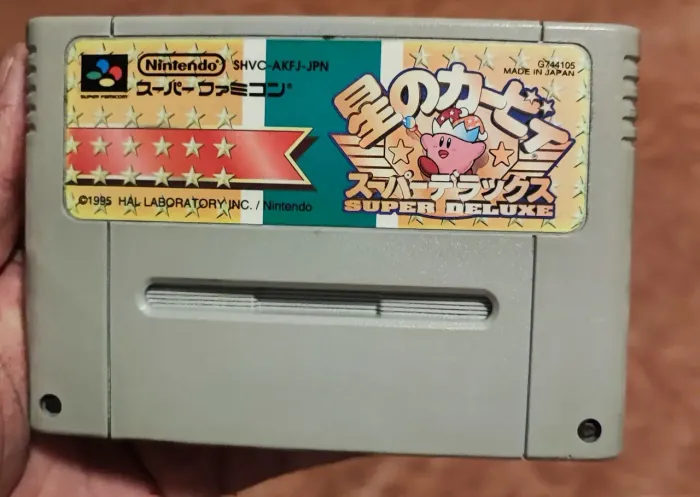 Nintendo SHVC-AKFJ-JPN
SUPER FAMICOM
スーパーファミコン®
©1995 HAL LABORATORY INC. / Nintendo
G744105
MADE IN JAPAN
星のカービィ
スーパーデラックス
SUPER DELUXE